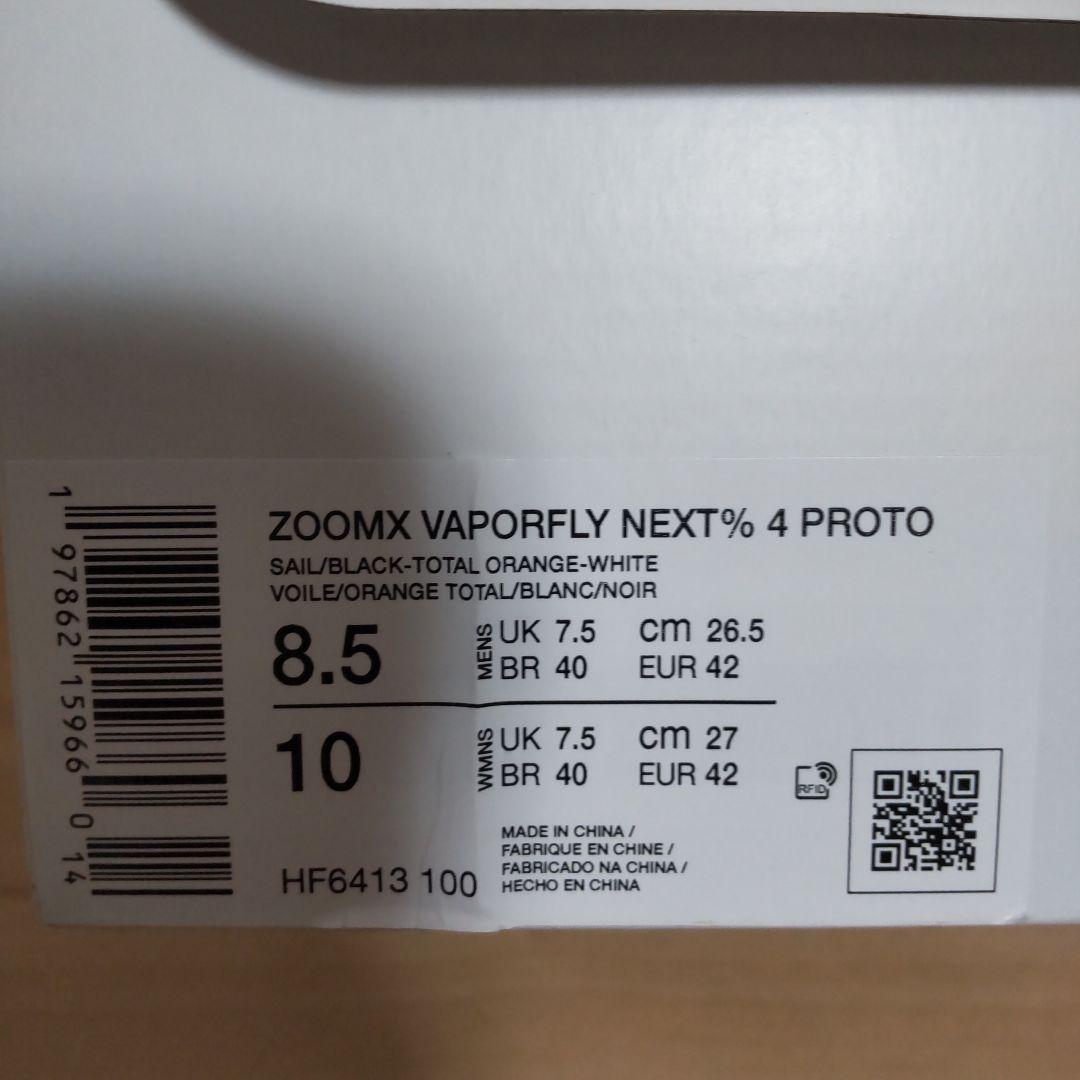 ZOOMX VAPORFLY NEXT% 4 PROTO
SAIL/BLACK-TOTAL ORANGE-WHITE
VOILE/ORANGE TOTAL/BLANC/NOIR
8.5 MENS UK 7.5 cm 26.5
BR 40 EUR 42
10 WMNS UK 7.5 cm 27
BR 40 EUR 42
RFID
MADE IN CHINA /
FABRIQUE EN CHINE /
FABRICADO NA CHINA /
HECHO EN CHINA
HF6413 100
1 97862 15966 0 14